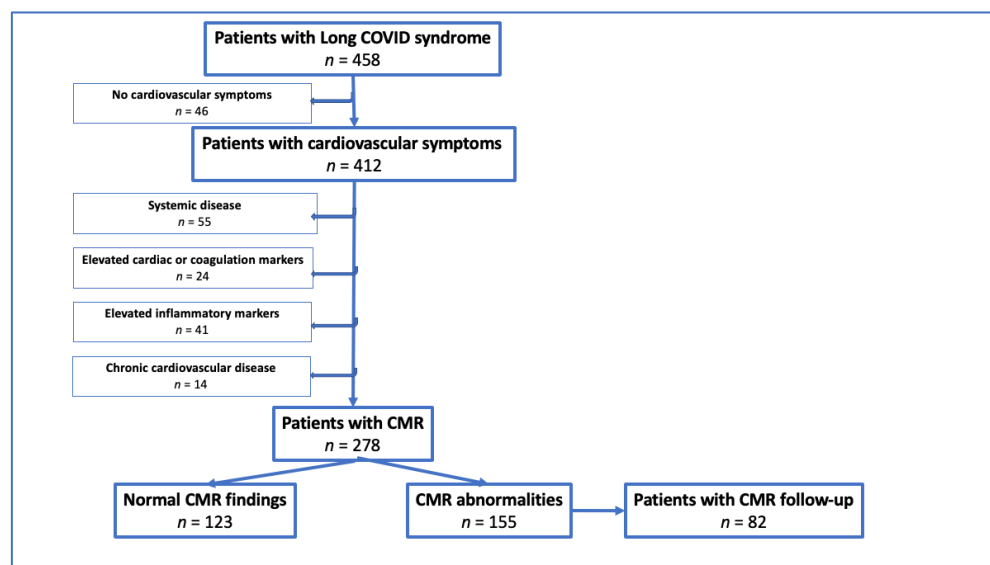 Patients with Long COVID syndrome
n = 458
No cardiovascular symptoms
n = 46
Patients with cardiovascular symptoms
n = 412
Systemic disease
n = 55
Elevated cardiac or coagulation markers
n = 24
Elevated inflammatory markers
n = 41
Chronic cardiovascular disease
n = 14
Patients with CMR
n = 278
Normal CMR findings
n = 123
CMR abnormalities
n = 155
Patients with CMR follow-up
n = 82